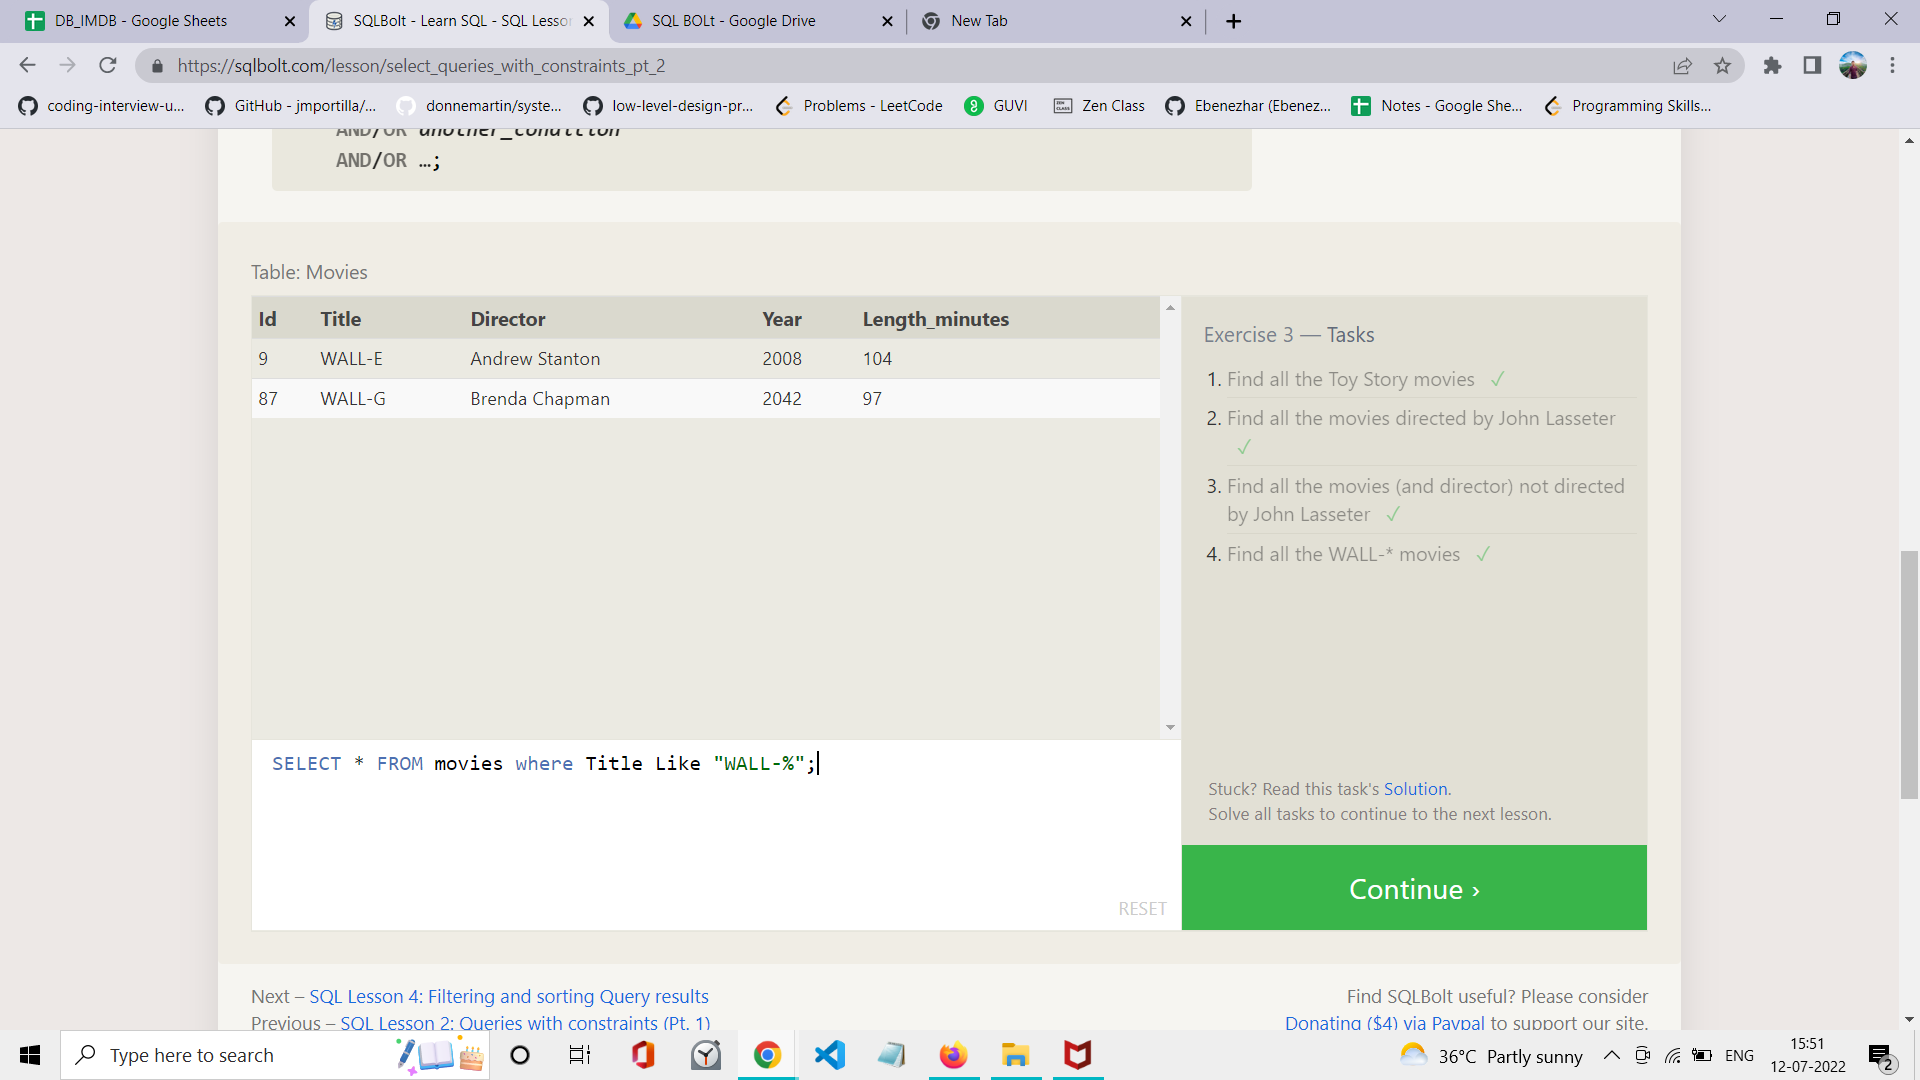 DB_IMDB - Google Sheets
SQLBolt - Learn SQL - SQL Lesso
SQL BOLt - Google Drive
New Tab
https://sqlbolt.com/lesson/select_queries_with_constraints_pt_2
coding-interview-u...
GitHub - jmportilla/...
donnemartin/syste...
low-level-design-pr...
Problems - LeetCode
GUVI
Zen Class
Ebenezhar (Ebenez...
Notes - Google She...
Programming Skills...
AND/OR another_condition
AND/OR …;
Table: Movies
Id Title Director Year Length_minutes
9 WALL-E Andrew Stanton 2008 104
87 WALL-G Brenda Chapman 2042 97
SELECT * FROM movies where Title Like "WALL-%";
RESET
Exercise 3 — Tasks
1. Find all the Toy Story movies ✓
2. Find all the movies directed by John Lasseter
✓
3. Find all the movies (and director) not directed
by John Lasseter ✓
4. Find all the WALL-* movies ✓
Stuck? Read this task's Solution.
Solve all tasks to continue to the next lesson.
Continue ›
Next – SQL Lesson 4: Filtering and sorting Query results
Previous – SQL Lesson 2: Queries with constraints (Pt. 1)
Find SQLBolt useful? Please consider
Donating ($4) via Paypal to support our site.
Type here to search
36°C Partly sunny
ENG
15:51
12-07-2022
2